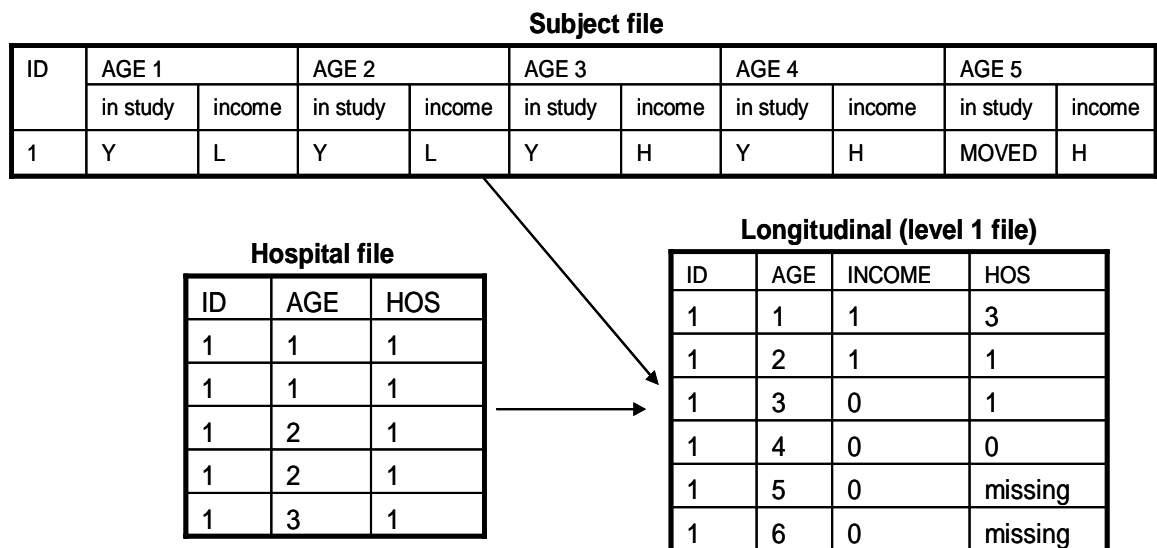 Subject file
ID AGE 1 AGE 2 AGE 3 AGE 4 AGE 5
in study income in study income in study income in study income in study income
1 Y L Y L Y H Y H MOVED H
Hospital file
ID AGE HOS
1 1 1
1 1 1
1 2 1
1 2 1
1 3 1
Longitudinal (level 1 file)
ID AGE INCOME HOS
1 1 1 3
1 2 1 1
1 3 0 1
1 4 0 0
1 5 0 missing
1 6 0 missing